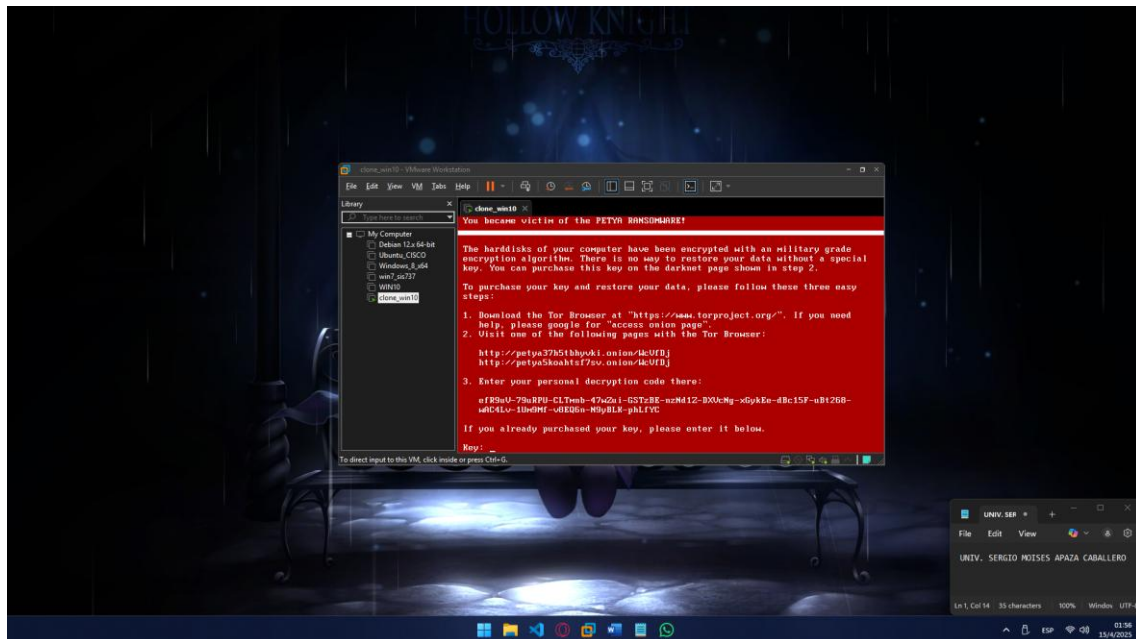 HOLLOW KNIGHT
clone_win10 - VMware Workstation
File Edit View VM Tabs Help
Library
Type here to search
My Computer
Debian 12.x 64-bit
Ubuntu_CISCO
Windows_8_x64
win7_sis737
WIN10
clone_win10
clone_win10
You became victim of the PETYA RANSOMWARE!
The harddisks of your computer have been encrypted with an military grade
encryption algorithm. There is no way to restore your data without a special
key. You can purchase this key on the darknet page shown in step 2.
To purchase your key and restore your data, please follow these three easy
steps:
1. Download the Tor Browser at "https://www.torproject.org/". If you need
help, please google for "access onion page".
2. Visit one of the following pages with the Tor Browser:
http://petya37h5tbhyvki.onion/WcVfDj
http://petya5koahtsf7sv.onion/WcVfDj
3. Enter your personal decryption code there:
If you already purchased your key, please enter it below.
Key: _
To direct input to this VM, click inside or press Ctrl+G.
UNIV. SER
File Edit View
UNIV. SERGIO MOISES APAZA CABALLERO
Ln 1, Col 14 35 characters 100% Window UTF-8
ESP 01:56
15/4/2025